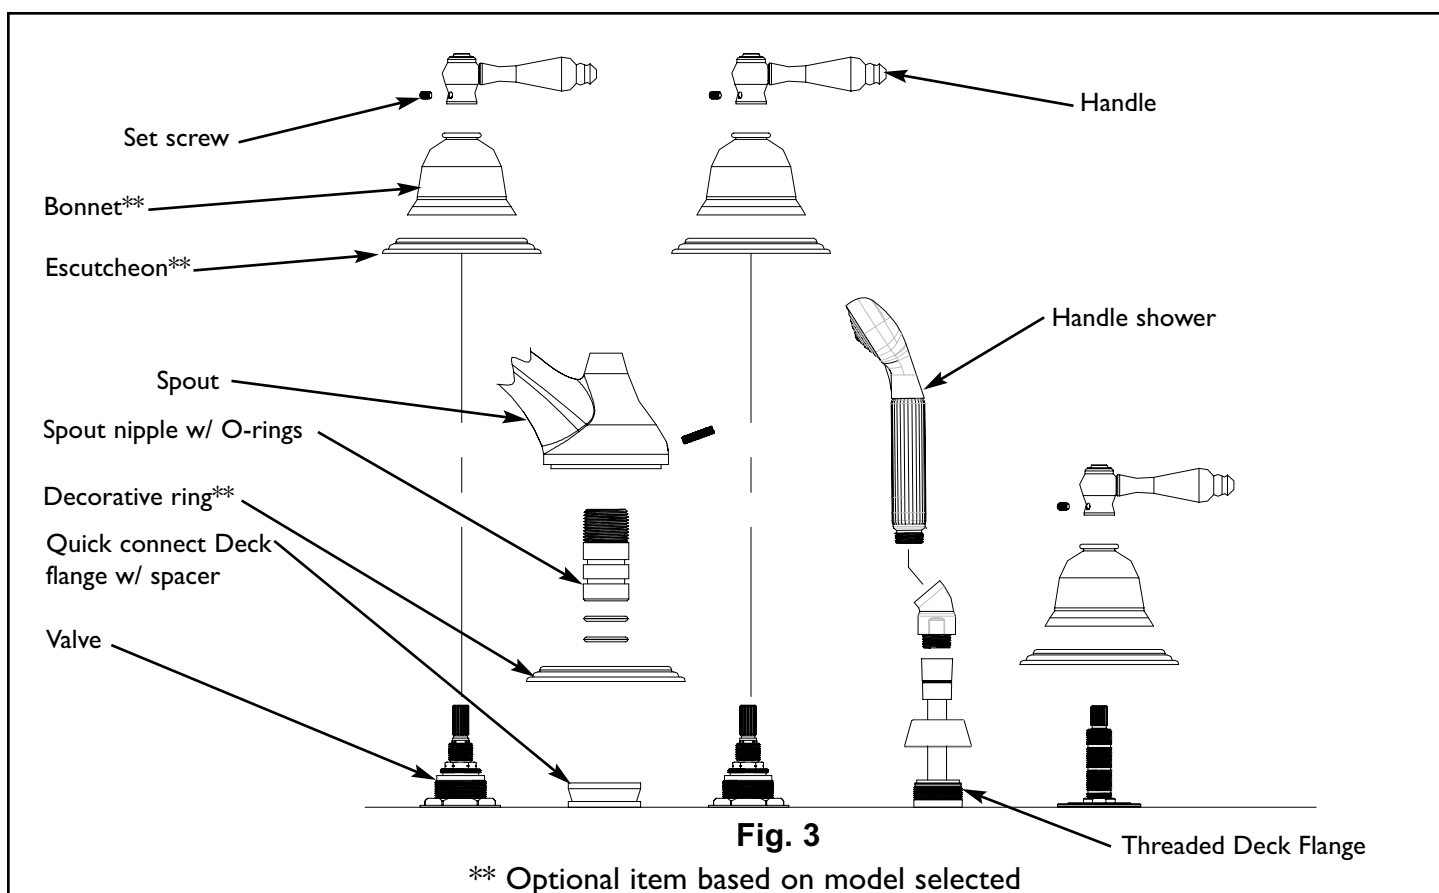 Set screw
Handle
Bonnet**
Escutcheon**
Handle shower
Spout
Spout nipple w/ O-rings
Decorative ring**
Quick connect Deck
flange w/ spacer
Valve
Fig. 3
Threaded Deck Flange
** Optional item based on model selected